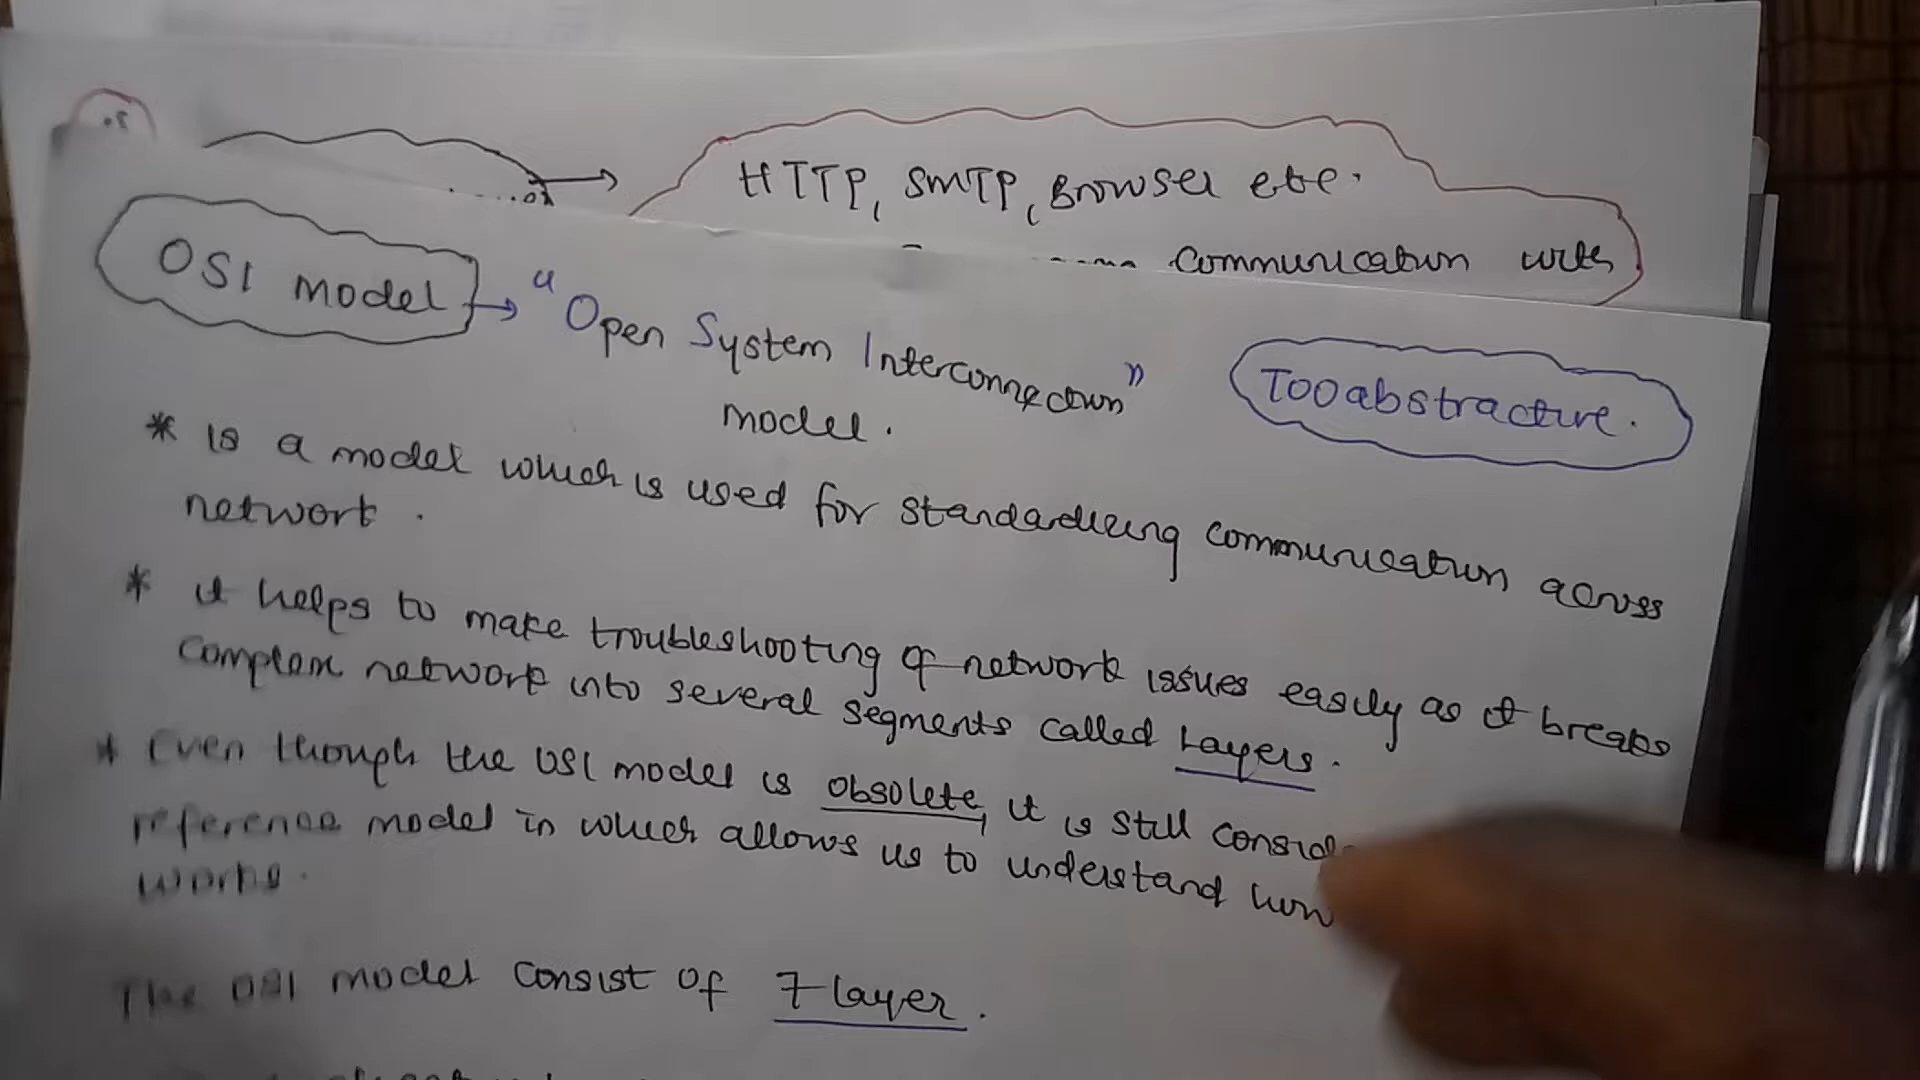 HTTP, SMTP, Browser etc.
Communication with
OSI model → "Open System Interconnection"
model.
Too abstractive.
* is a model which is used for standardizing communication across
network.
* it helps to make troubleshooting of network issues easily as it breaks
complex network into several segments called Layers.
* Even though the OSI model is obsolete, it is still
reference model in which allows us to understand how
works.
The OSI model consist of 7 layer.